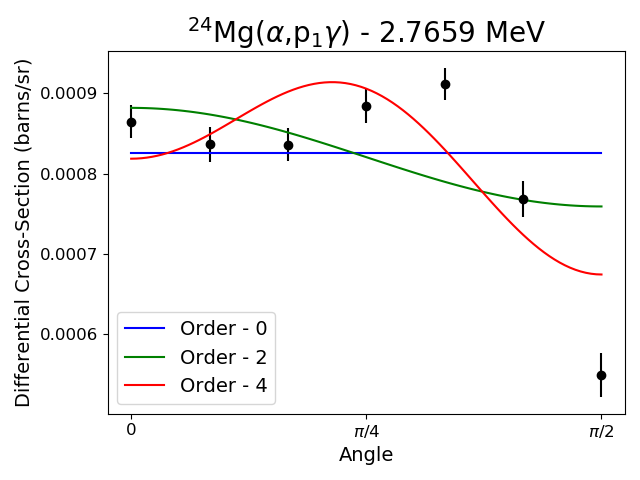 ²⁴Mg(α,p₁γ) - 2.7659 MeV
Differential Cross-Section (barns/sr)
0.0009
0.0008
0.0007
0.0006
Order - 0
Order - 2
Order - 4
0
π/4
π/2
Angle